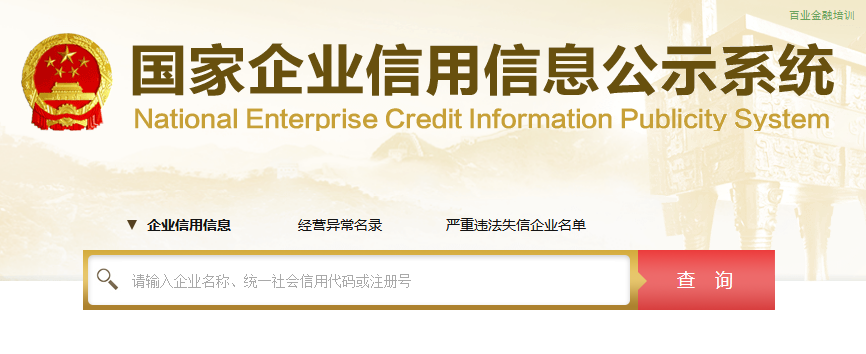 百业金融培训
国家企业信用信息公示系统
National Enterprise Credit Information Publicity System
▼ 企业信用信息 经营异常名录 严重违法失信企业名单
请输入企业名称、统一社会信用代码或注册号 查 询